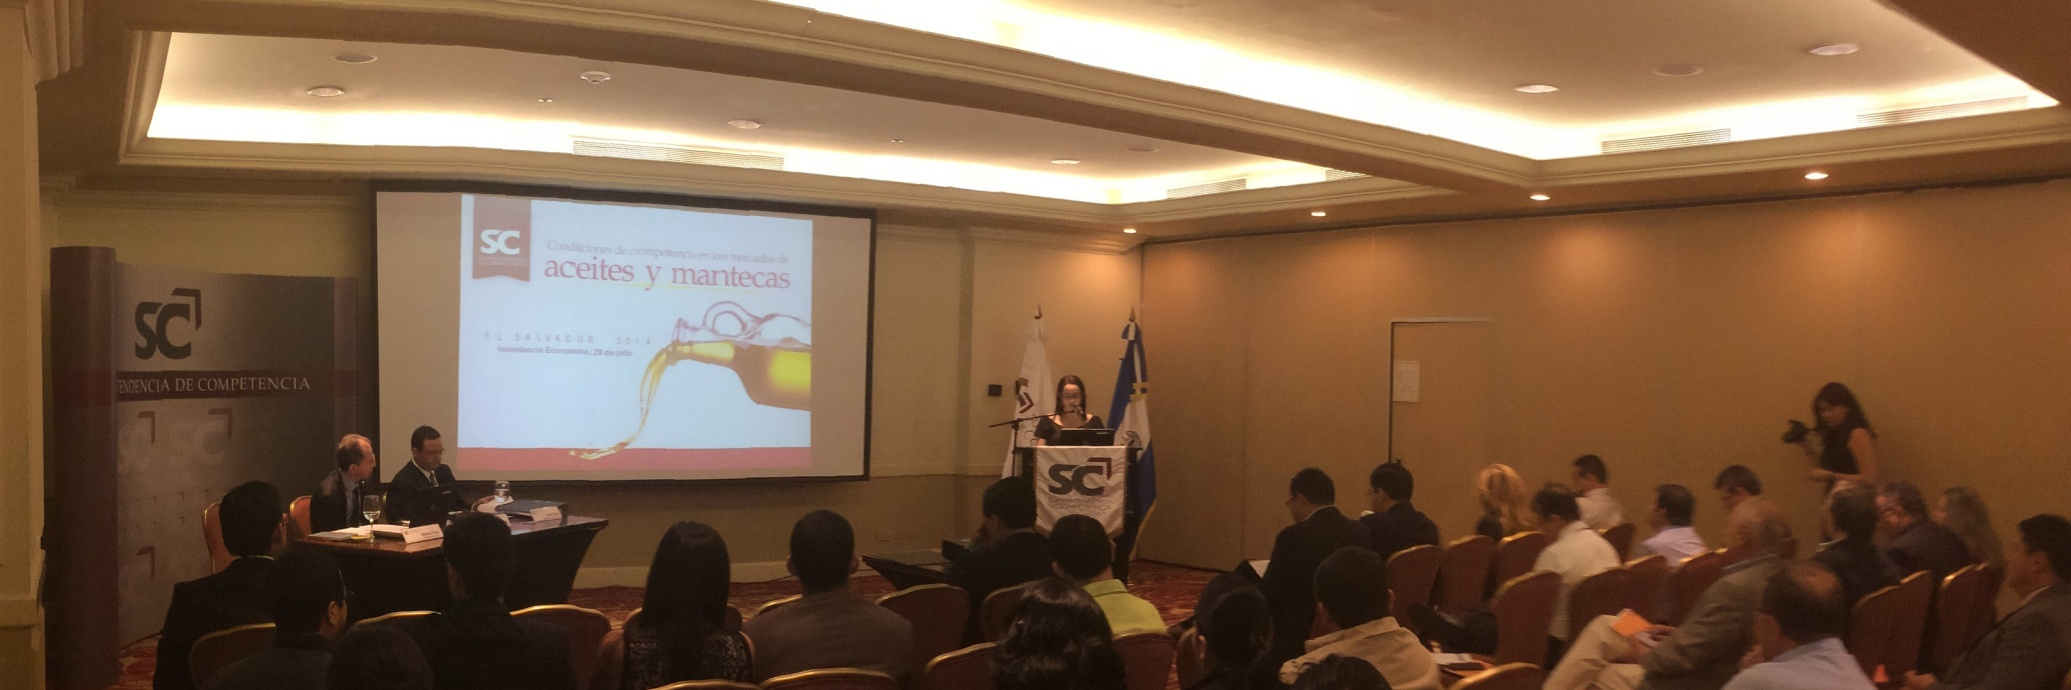 SC
Condiciones de competencia en los mercados de
aceites y mantecas
EL SALVADOR, 2014
Intendencia Económica, 29 de julio
SC
TENDENCIA DE COMPETENCIA
SC